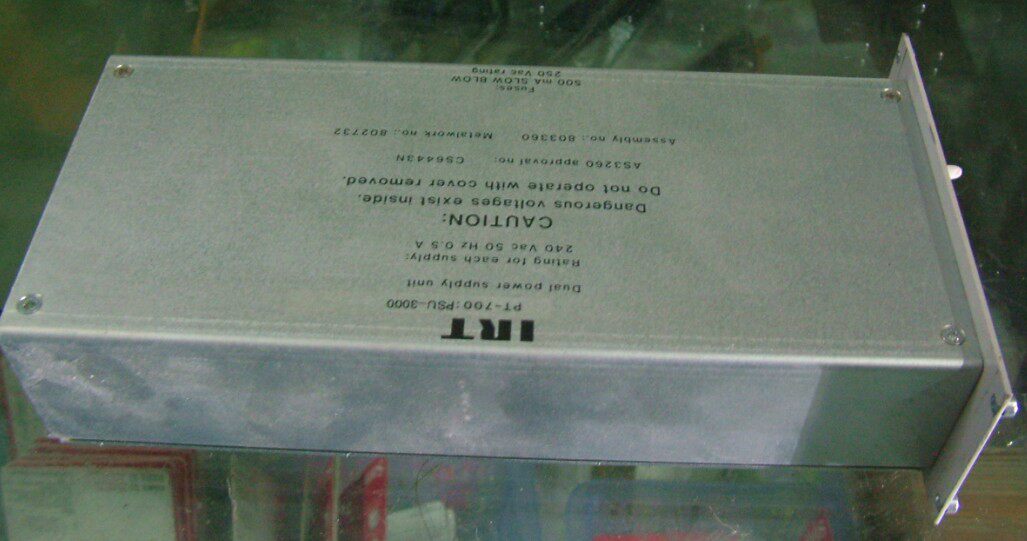 IRT
PT-700:PSU-3000
Dual power supply unit
Rating for each supply:
240 Vac 50 Hz 0.5 A
CAUTION:
Dangerous voltages exist inside.
Do not operate with cover removed.
AS3260 approval no: CS6443N
Assembly no.: 803360 Metalwork no.: 802732
Fuses:
500 mA SLOW BLOW
250 Vac rating